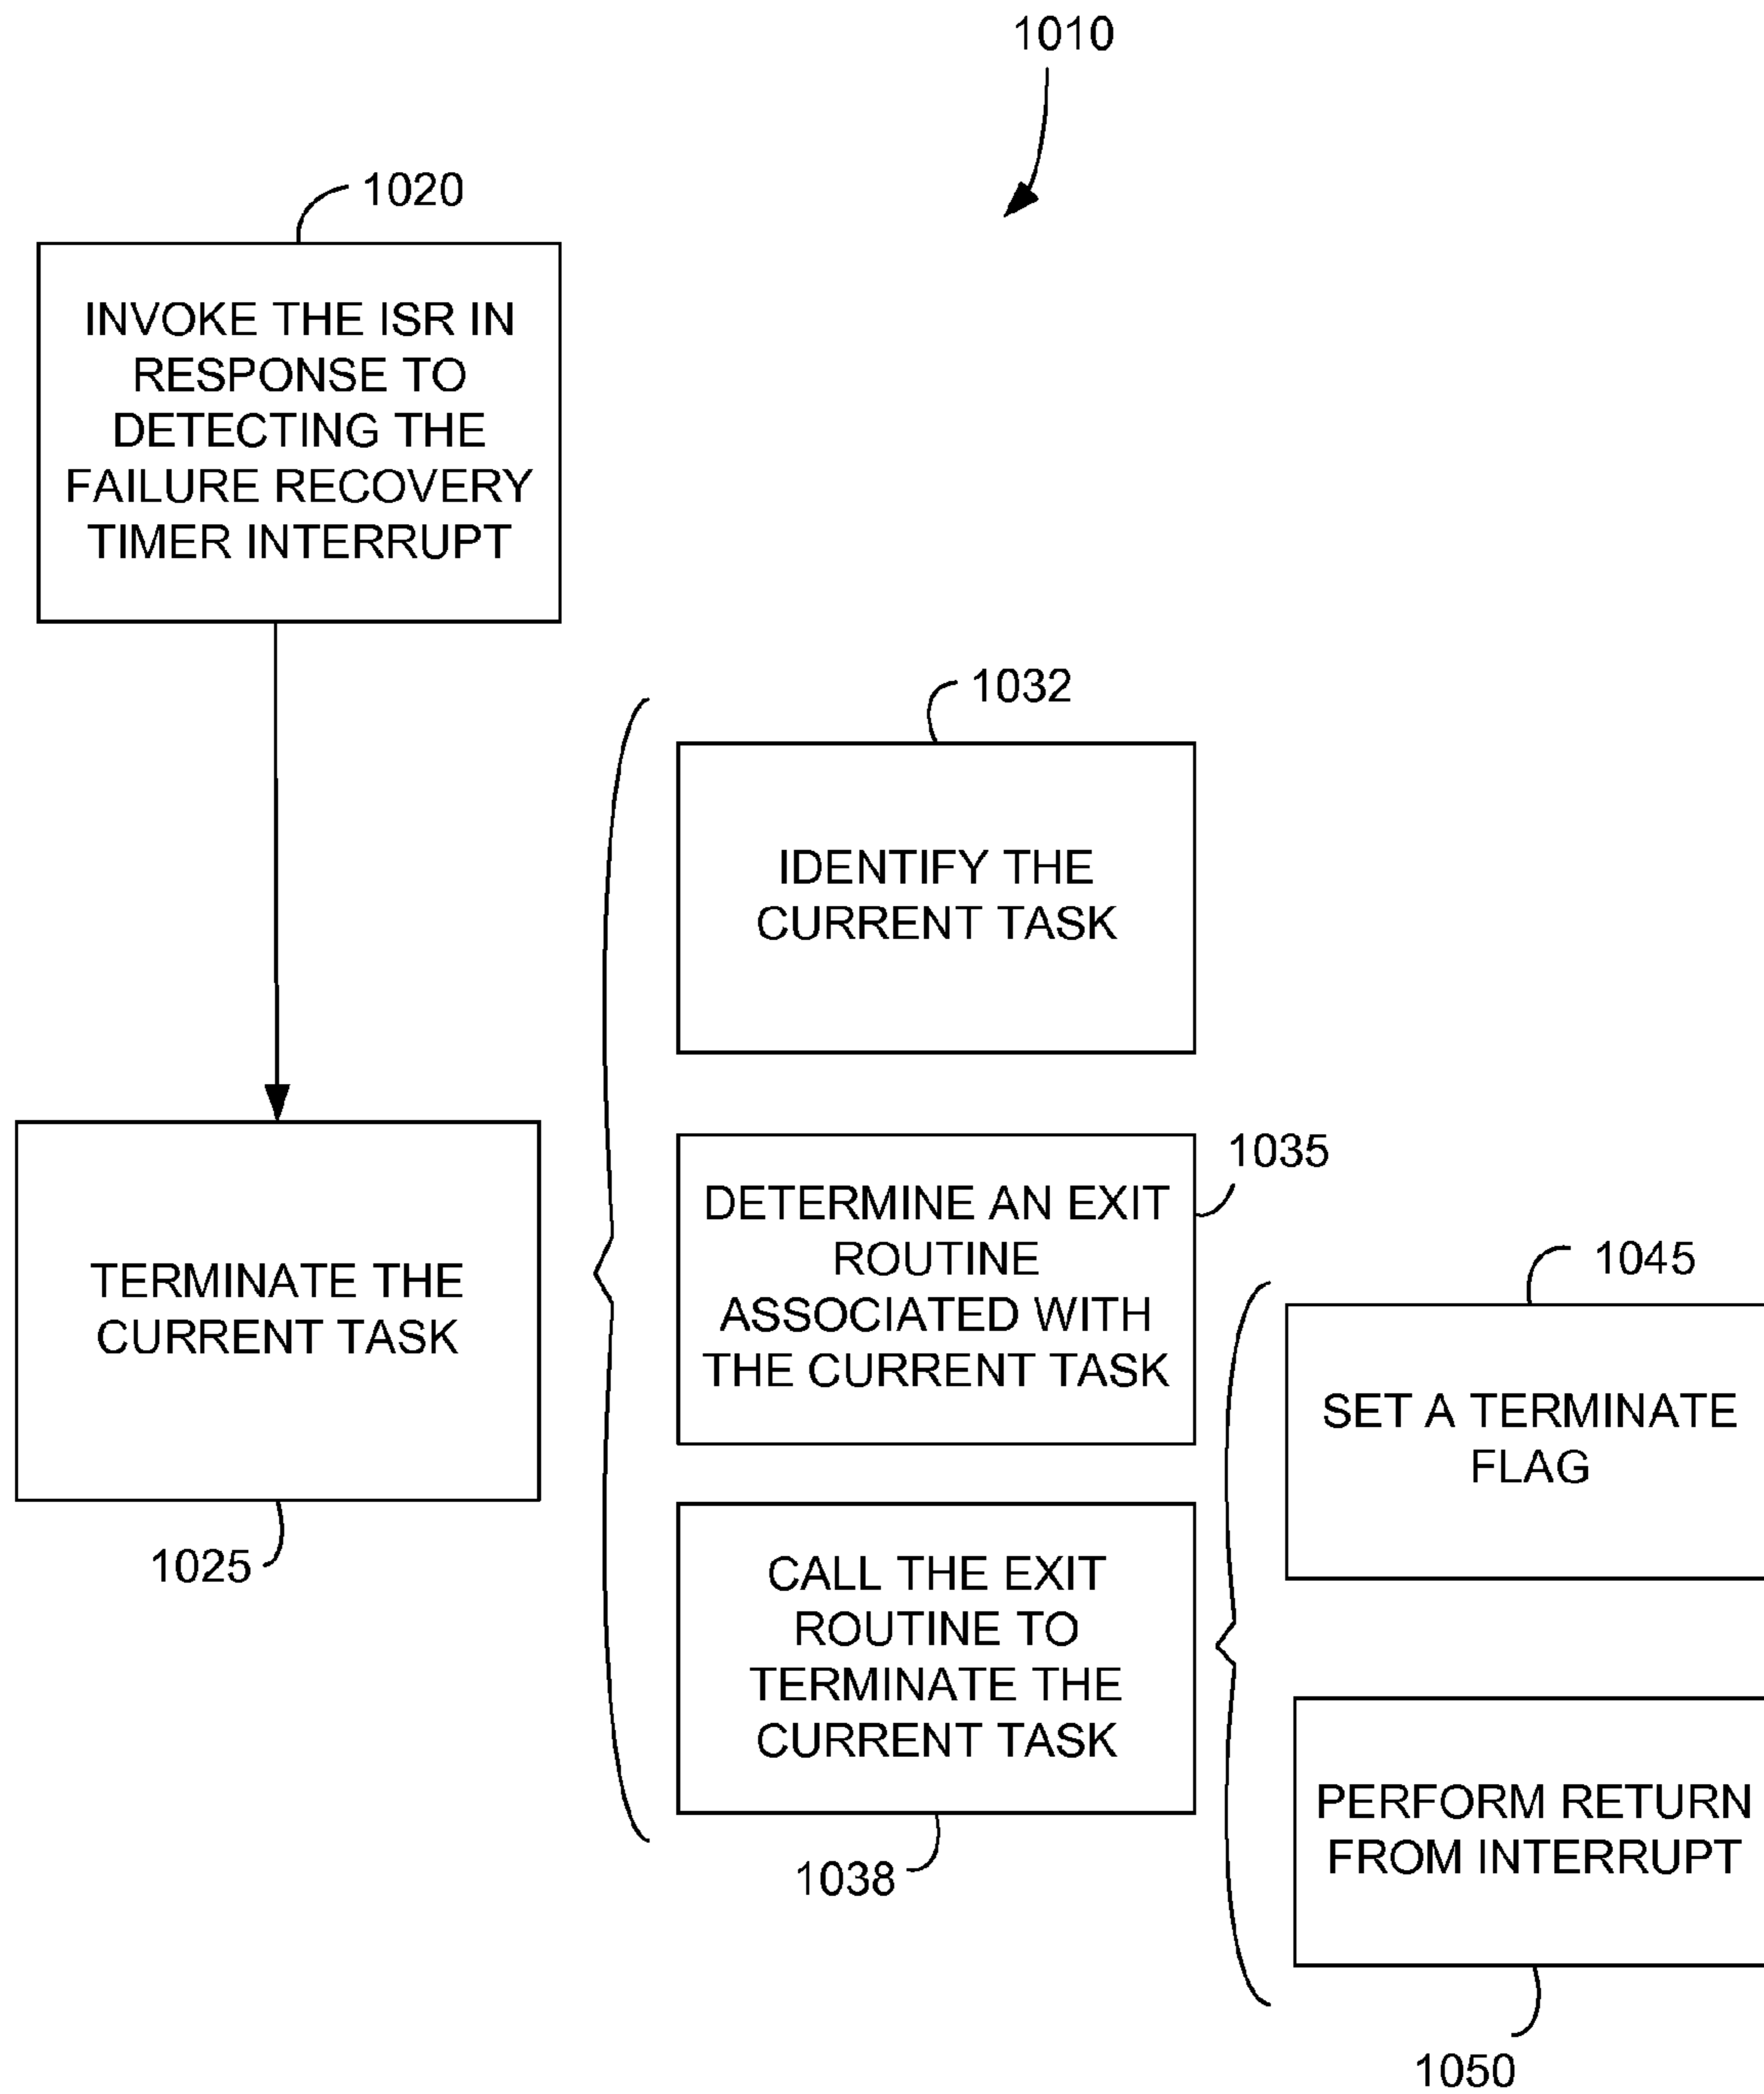 1010
1020
INVOKE THE ISR IN
RESPONSE TO
DETECTING THE
FAILURE RECOVERY
TIMER INTERRUPT
1032
IDENTIFY THE
CURRENT TASK
1035
DETERMINE AN EXIT
ROUTINE
ASSOCIATED WITH
THE CURRENT TASK
TERMINATE THE
CURRENT TASK
1025
1045
SET A TERMINATE
FLAG
CALL THE EXIT
ROUTINE TO
TERMINATE THE
CURRENT TASK
1038
PERFORM RETURN
FROM INTERRUPT
1050